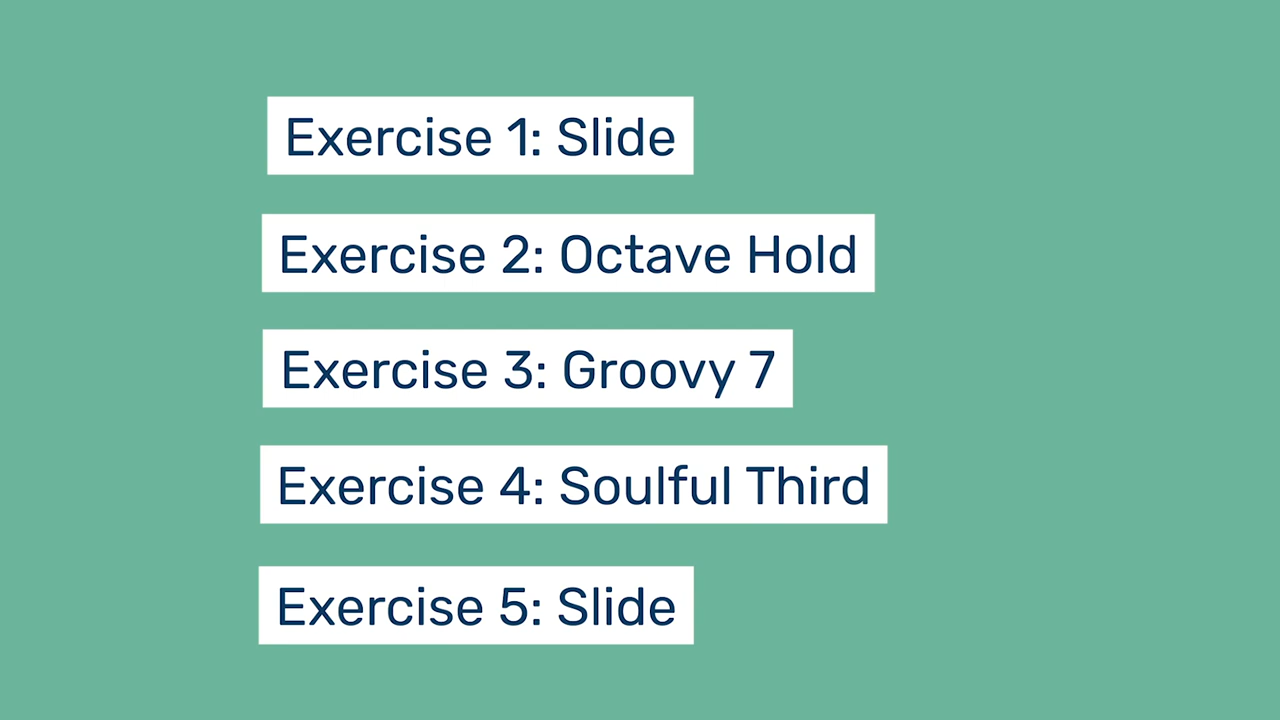 Exercise 1: Slide
Exercise 2: Octave Hold
Exercise 3: Groovy 7
Exercise 4: Soulful Third
Exercise 5: Slide